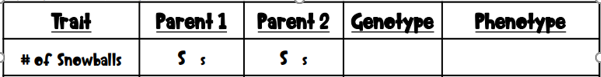 Trait Parent 1 Parent 2 Genotype Phenotype
# of Snowballs S s S s